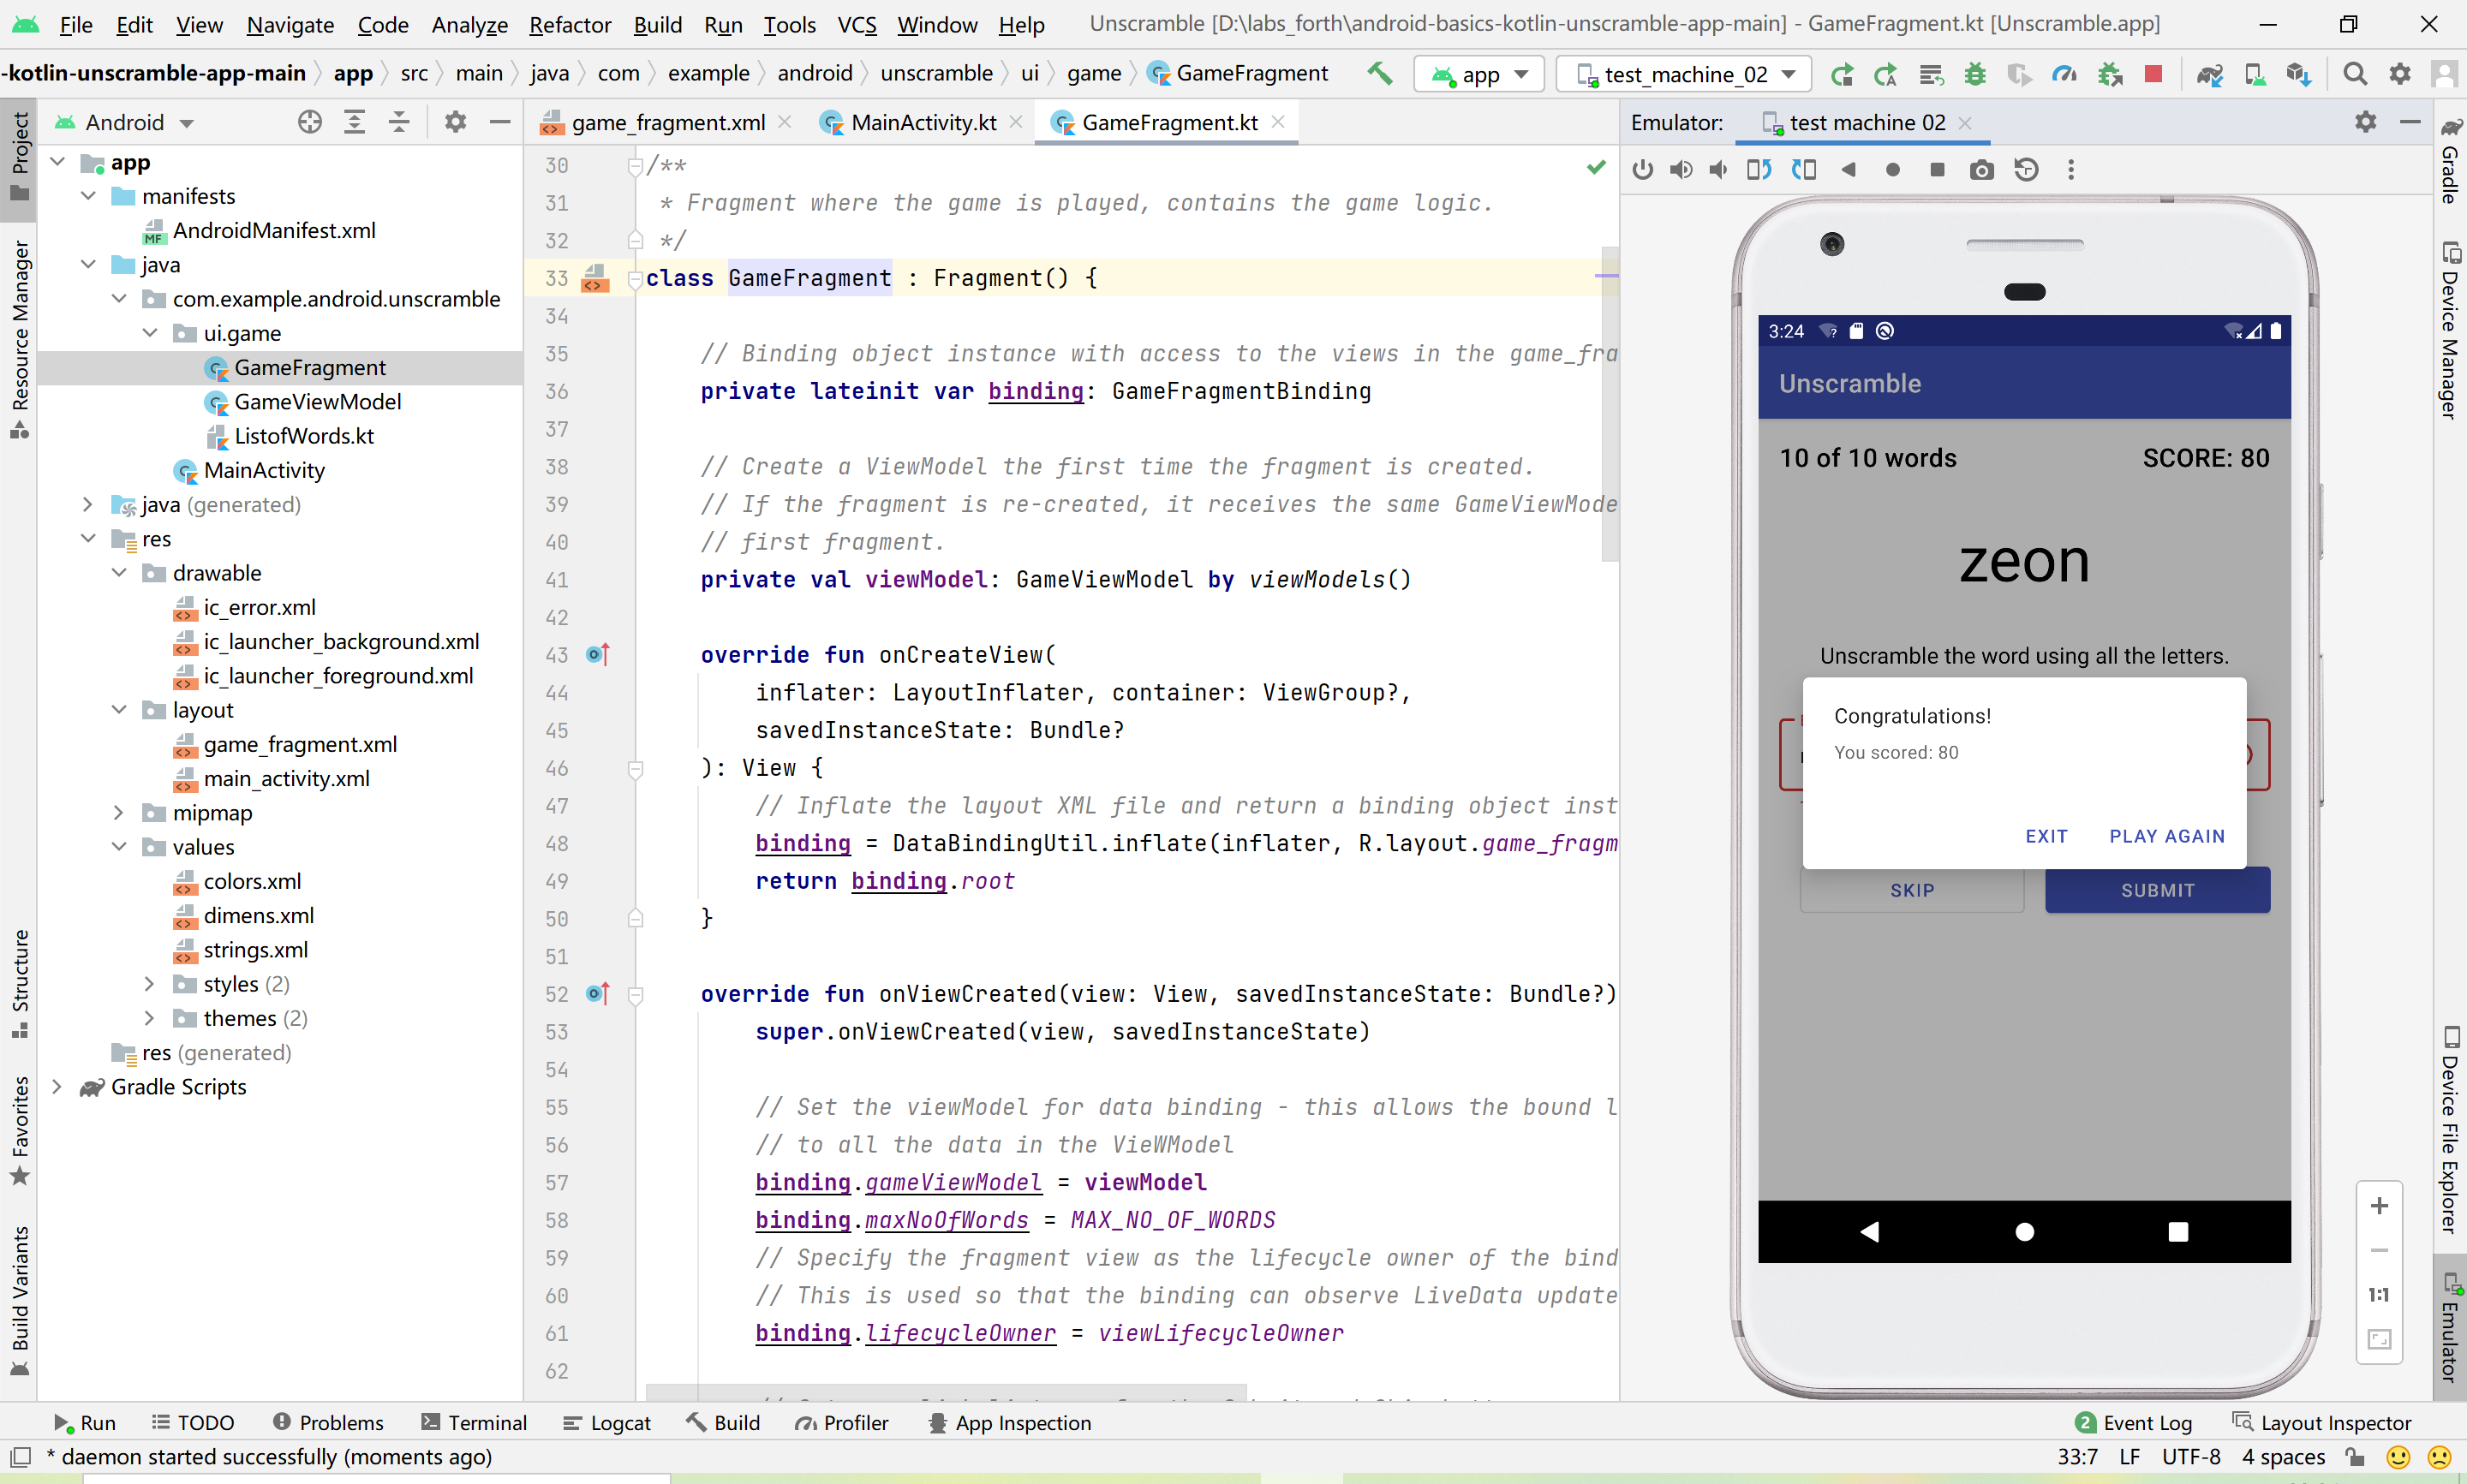 File Edit View Navigate Code Analyze Refactor Build Run Tools VCS Window Help Unscramble [D:\labs_forth\android-basics-kotlin-unscramble-app-main] - GameFragment.kt [Unscramble.app]
-kotlin-unscramble-app-main app src main java com example android unscramble ui game GameFragment app test_machine_02
Project
Resource Manager
Structure
Favorites
Build Variants
Android
app
manifests
AndroidManifest.xml
java
com.example.android.unscramble
ui.game
GameFragment
GameViewModel
ListofWords.kt
MainActivity
java (generated)
res
drawable
ic_error.xml
ic_launcher_background.xml
ic_launcher_foreground.xml
layout
game_fragment.xml
main_activity.xml
mipmap
values
colors.xml
dimens.xml
strings.xml
styles (2)
themes (2)
res (generated)
Gradle Scripts
game_fragment.xml MainActivity.kt GameFragment.kt
30 /**
31 * Fragment where the game is played, contains the game logic.
32 */
33 class GameFragment : Fragment() {
34
35 // Binding object instance with access to the views in the game_fra
36 private lateinit var binding: GameFragmentBinding
37
38 // Create a ViewModel the first time the fragment is created.
39 // If the fragment is re-created, it receives the same GameViewMode
40 // first fragment.
41 private val viewModel: GameViewModel by viewModels()
42
43 override fun onCreateView(
44 inflater: LayoutInflater, container: ViewGroup?,
45 savedInstanceState: Bundle?
46 ): View {
47 // Inflate the layout XML file and return a binding object inst
48 binding = DataBindingUtil.inflate(inflater, R.layout.game_fragm
49 return binding.root
50 }
51
52 override fun onViewCreated(view: View, savedInstanceState: Bundle?)
53 super.onViewCreated(view, savedInstanceState)
54
55 // Set the viewModel for data binding - this allows the bound l
56 // to all the data in the VieWModel
57 binding.gameViewModel = viewModel
58 binding.maxNoOfWords = MAX_NO_OF_WORDS
59 // Specify the fragment view as the lifecycle owner of the bind
60 // This is used so that the binding can observe LiveData update
61 binding.lifecycleOwner = viewLifecycleOwner
62
Emulator: test machine 02
3:24
Unscramble
10 of 10 words SCORE: 80
zeon
Unscramble the word using all the letters.
Congratulations!
You scored: 80
EXIT PLAY AGAIN
SKIP SUBMIT
1:1
Gradle
Device Manager
Device File Explorer
Emulator
Run TODO Problems Terminal Logcat Build Profiler App Inspection 2 Event Log Layout Inspector
* daemon started successfully (moments ago) 33:7 LF UTF-8 4 spaces